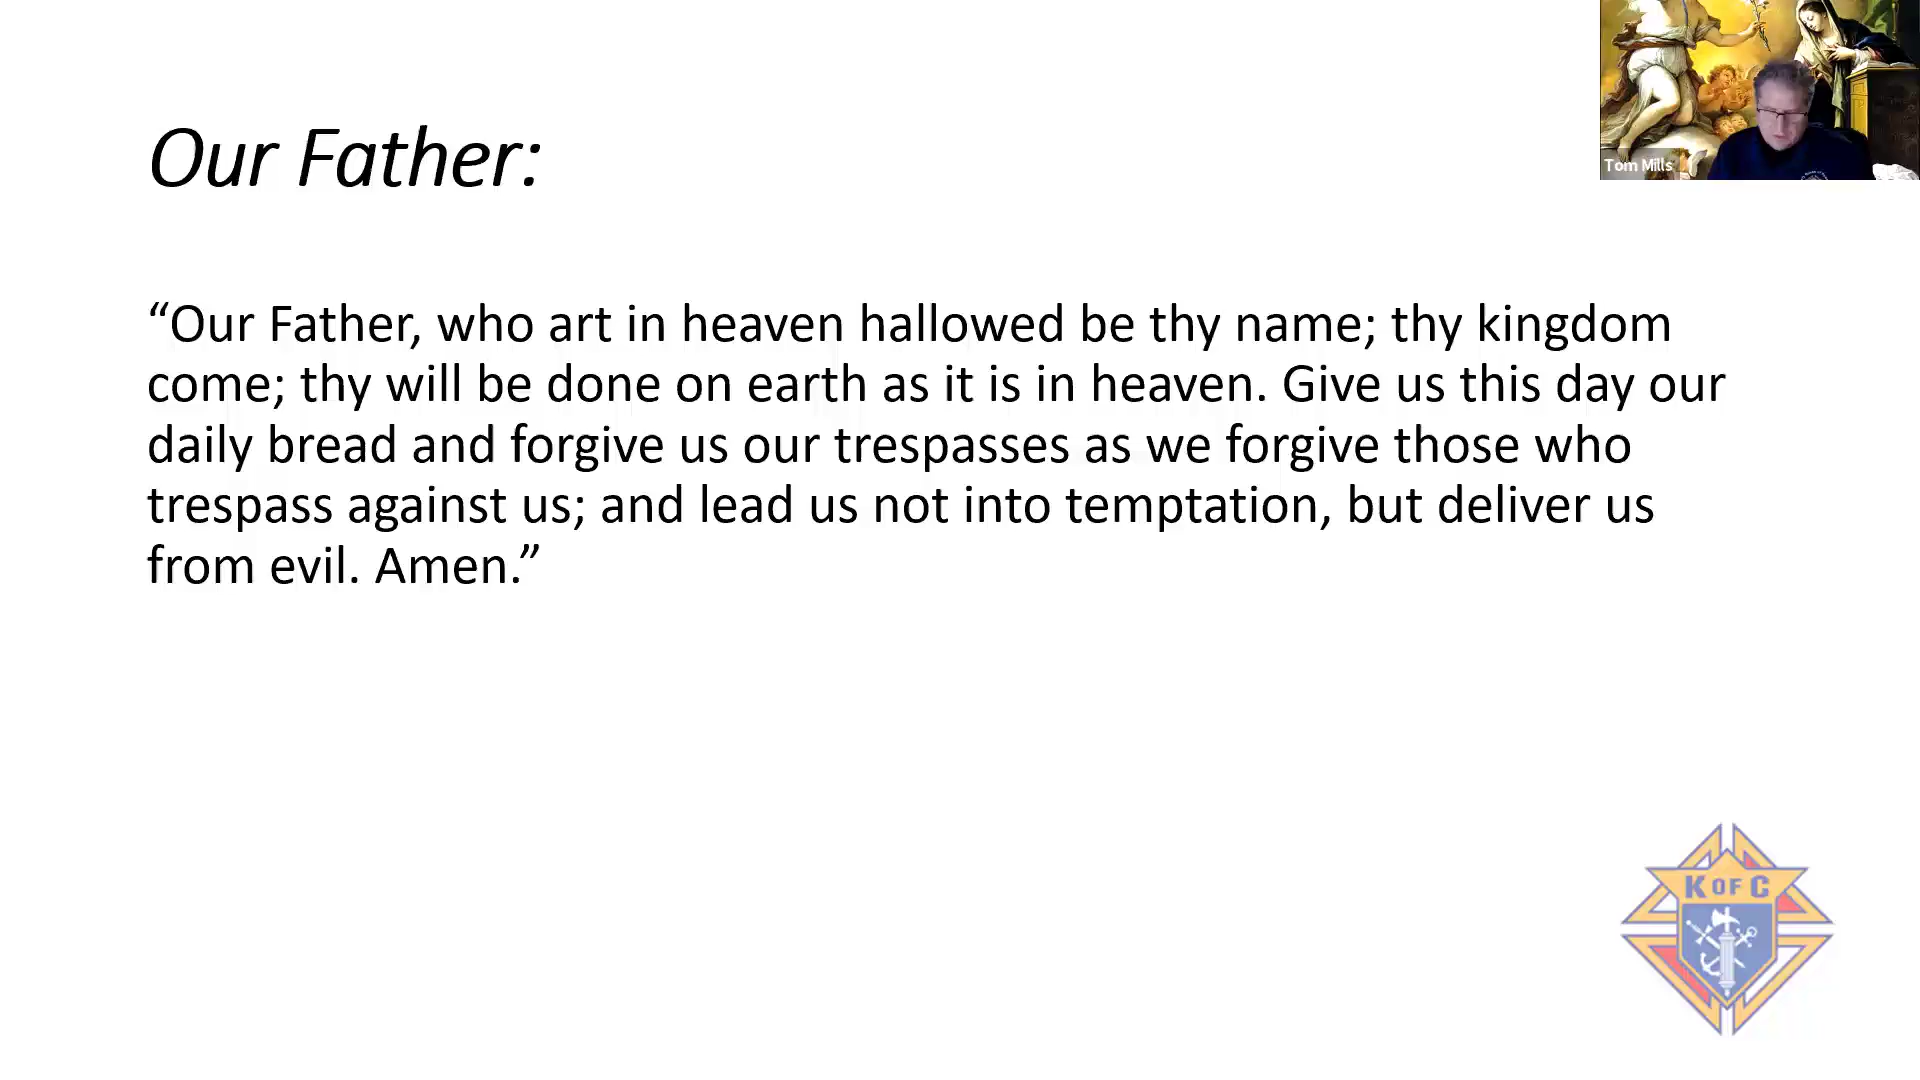 Our Father:
Tom Mills
“Our Father, who art in heaven hallowed be thy name; thy kingdom
come; thy will be done on earth as it is in heaven. Give us this day our
daily bread and forgive us our trespasses as we forgive those who
trespass against us; and lead us not into temptation, but deliver us
from evil. Amen.”
K OF C